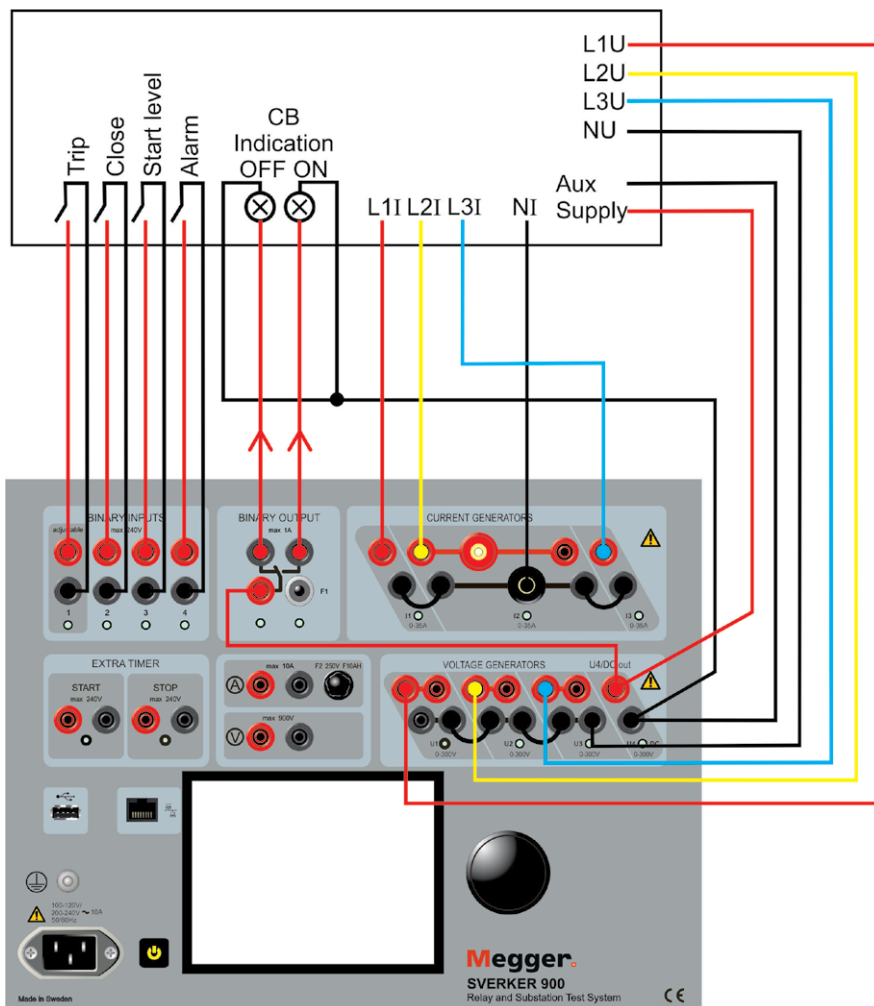 L1U
L2U
L3U
NU
Aux
Supply
Trip
Close
Start level
Alarm
CB
Indication
OFF ON
L1I L2I L3I NI
BINARY INPUTS
adjustable max 240V
1 2 3 4
BINARY OUTPUT
max 1A
F1
CURRENT GENERATORS
I1 I2 I3
0-35A 0-35A 0-35A
EXTRA TIMER
START STOP
max 240V max 240V
max 10A F2 250V F10AH
A
max 900V
V
VOLTAGE GENERATORS U4/DC out
U1 U2 U3 U4 DC
0-300V 0-300V 0-300V 0-300V
100-120V/
200-240V ~ 10A
50/60Hz
Made in Sweden
Megger.
SVERKER 900
Relay and Substation Test System
CE